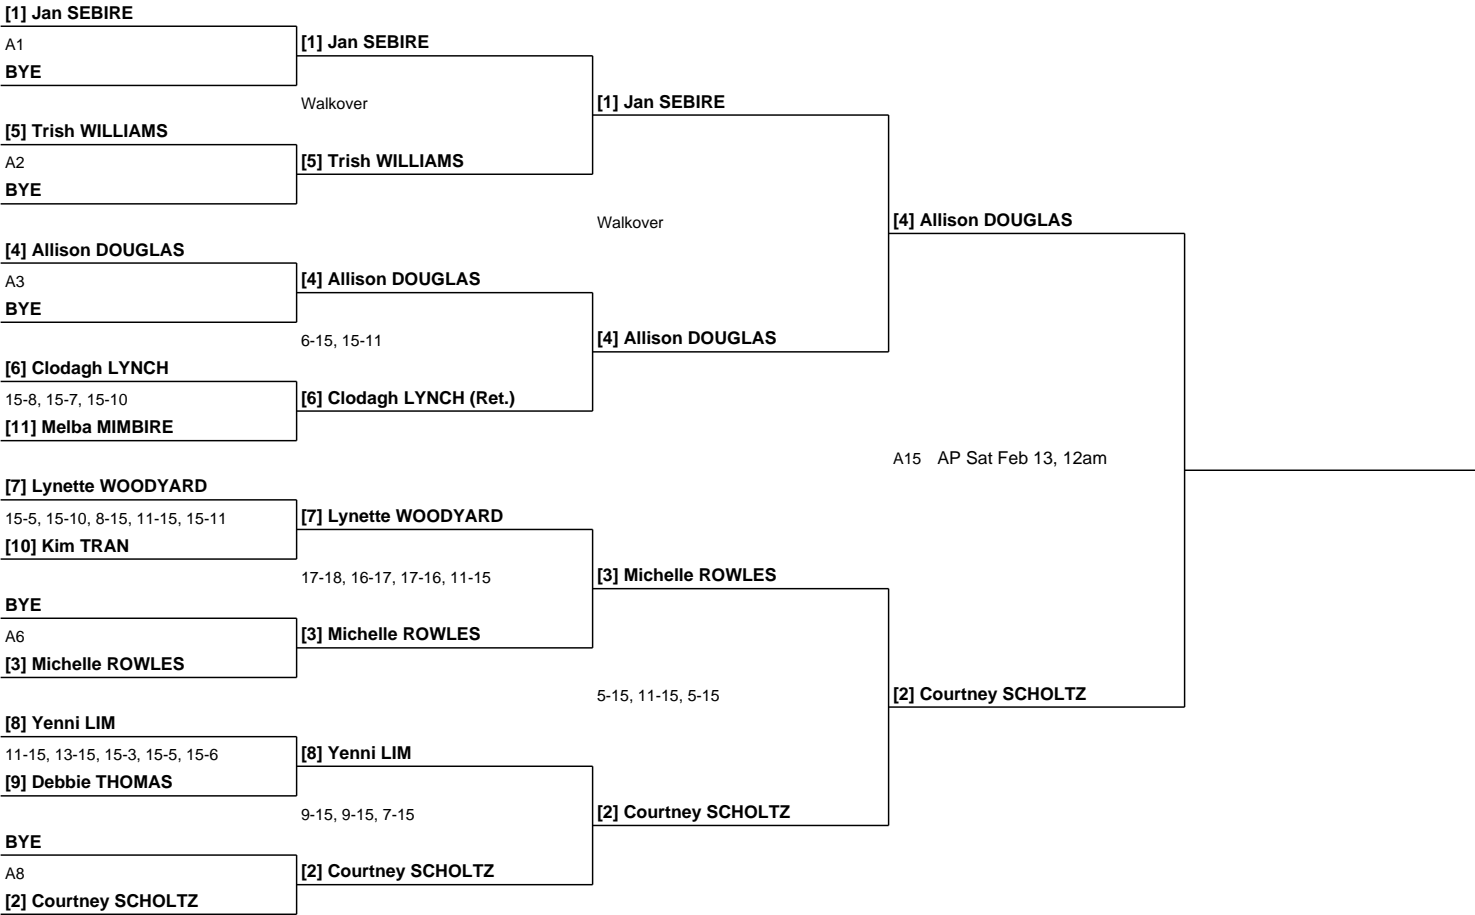 [1] Jan SEBIRE
A1
BYE
[5] Trish WILLIAMS
A2
BYE
[4] Allison DOUGLAS
A3
BYE
[6] Clodagh LYNCH
15-8, 15-7, 15-10
[11] Melba MIMBIRE
[7] Lynette WOODYARD
15-5, 15-10, 8-15, 11-15, 15-11
[10] Kim TRAN
BYE
A6
[3] Michelle ROWLES
[8] Yenni LIM
11-15, 13-15, 15-3, 15-5, 15-6
[9] Debbie THOMAS
BYE
A8
[2] Courtney SCHOLTZ
[1] Jan SEBIRE
Walkover
[5] Trish WILLIAMS
[4] Allison DOUGLAS
6-15, 15-11
[6] Clodagh LYNCH (Ret.)
[7] Lynette WOODYARD
17-18, 16-17, 17-16, 11-15
[3] Michelle ROWLES
[8] Yenni LIM
9-15, 9-15, 7-15
[2] Courtney SCHOLTZ
[1] Jan SEBIRE
Walkover
[4] Allison DOUGLAS
[3] Michelle ROWLES
5-15, 11-15, 5-15
[2] Courtney SCHOLTZ
[4] Allison DOUGLAS
A15 AP Sat Feb 13, 12am
[2] Courtney SCHOLTZ